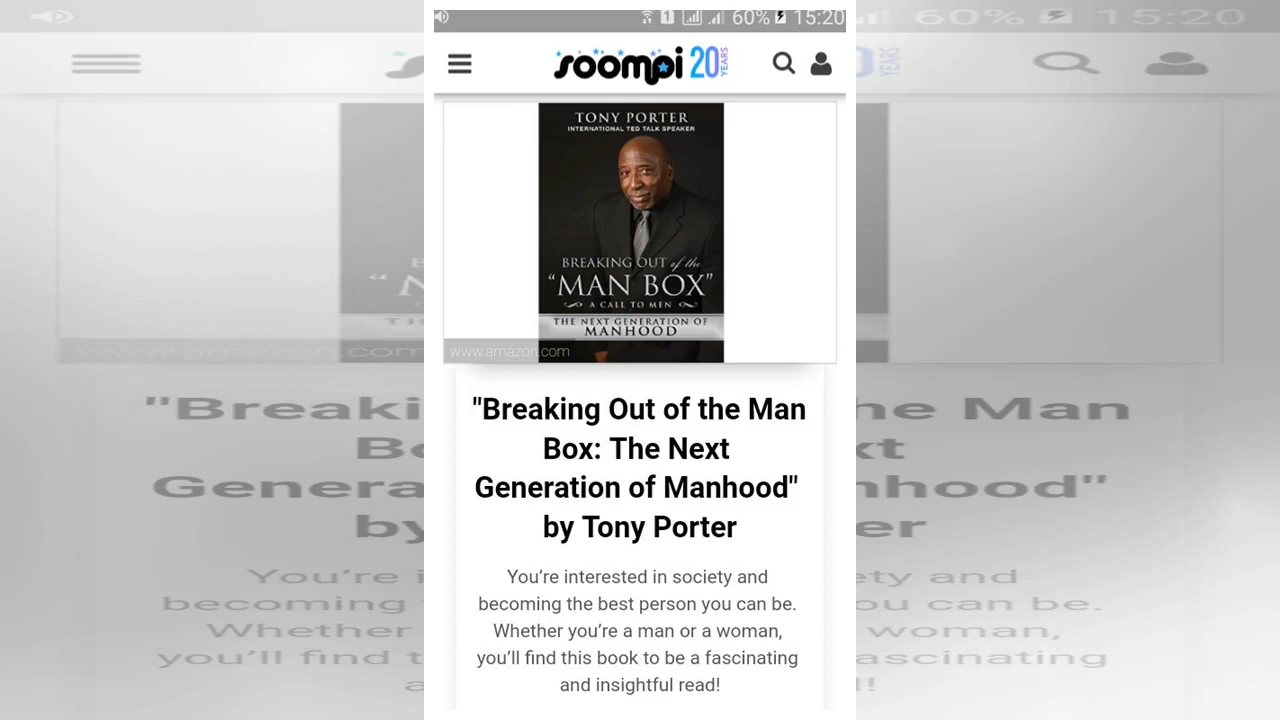 60% 15:20
soompi 20 YEARS
TONY PORTER
INTERNATIONAL TED TALK SPEAKER
BREAKING OUT of the
"MAN BOX"
A CALL TO MEN
THE NEXT GENERATION OF
MANHOOD
www.amazon.com
"Breaking Out of the Man
Box: The Next
Generation of Manhood"
by Tony Porter
You’re interested in society and
becoming the best person you can be.
Whether you’re a man or a woman,
you’ll find this book to be a fascinating
and insightful read!